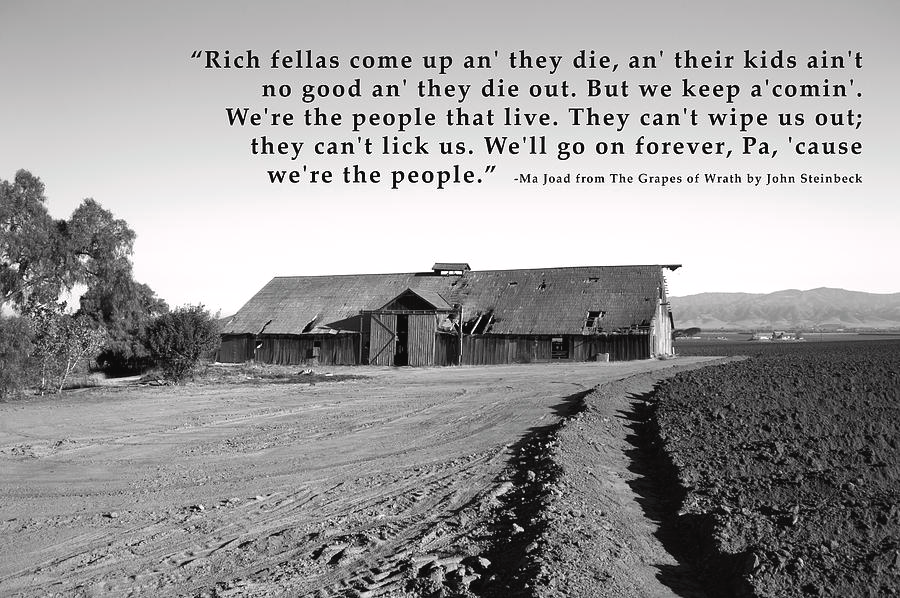 “Rich fellas come up an' they die, an' their kids ain't
no good an' they die out. But we keep a'comin'.
We're the people that live. They can't wipe us out;
they can't lick us. We'll go on forever, Pa, 'cause
we're the people.” -Ma Joad from The Grapes of Wrath by John Steinbeck